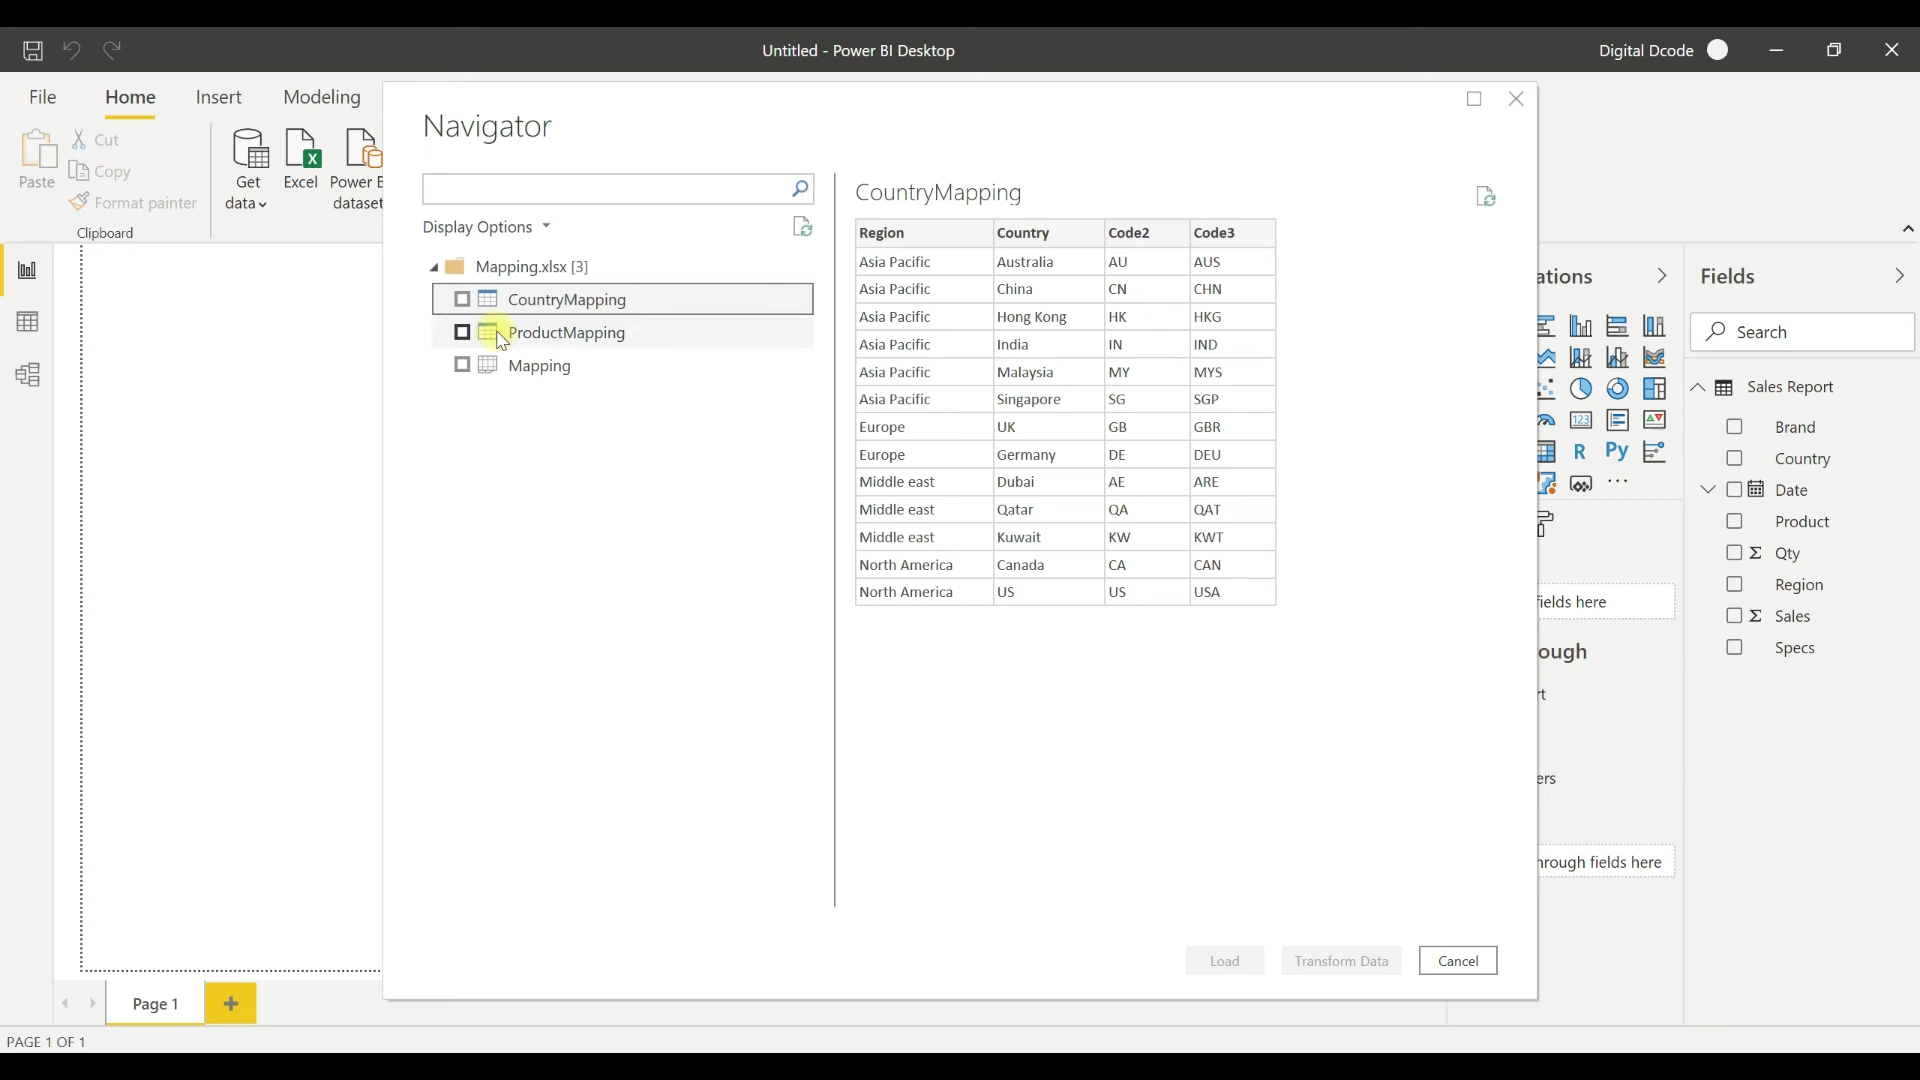 Untitled - Power BI Desktop
Digital Dcode
File Home Insert Modeling
Paste
Cut
Copy
Format painter
Clipboard
Get data
Excel
Power B
dataset
Navigator
Display Options
Mapping.xlsx [3]
CountryMapping
ProductMapping
Mapping
CountryMapping
Region Country Code2 Code3
Asia Pacific Australia AU AUS
Asia Pacific China CN CHN
Asia Pacific Hong Kong HK HKG
Asia Pacific India IN IND
Asia Pacific Malaysia MY MYS
Asia Pacific Singapore SG SGP
Europe UK GB GBR
Europe Germany DE DEU
Middle east Dubai AE ARE
Middle east Qatar QA QAT
Middle east Kuwait KW KWT
North America Canada CA CAN
North America US US USA
Load Transform Data Cancel
ations
123
R Py
ields here
ough
rt
ers
hrough fields here
Fields
Search
Sales Report
Brand
Country
Date
Product
Σ Qty
Region
Σ Sales
Specs
Page 1
PAGE 1 OF 1